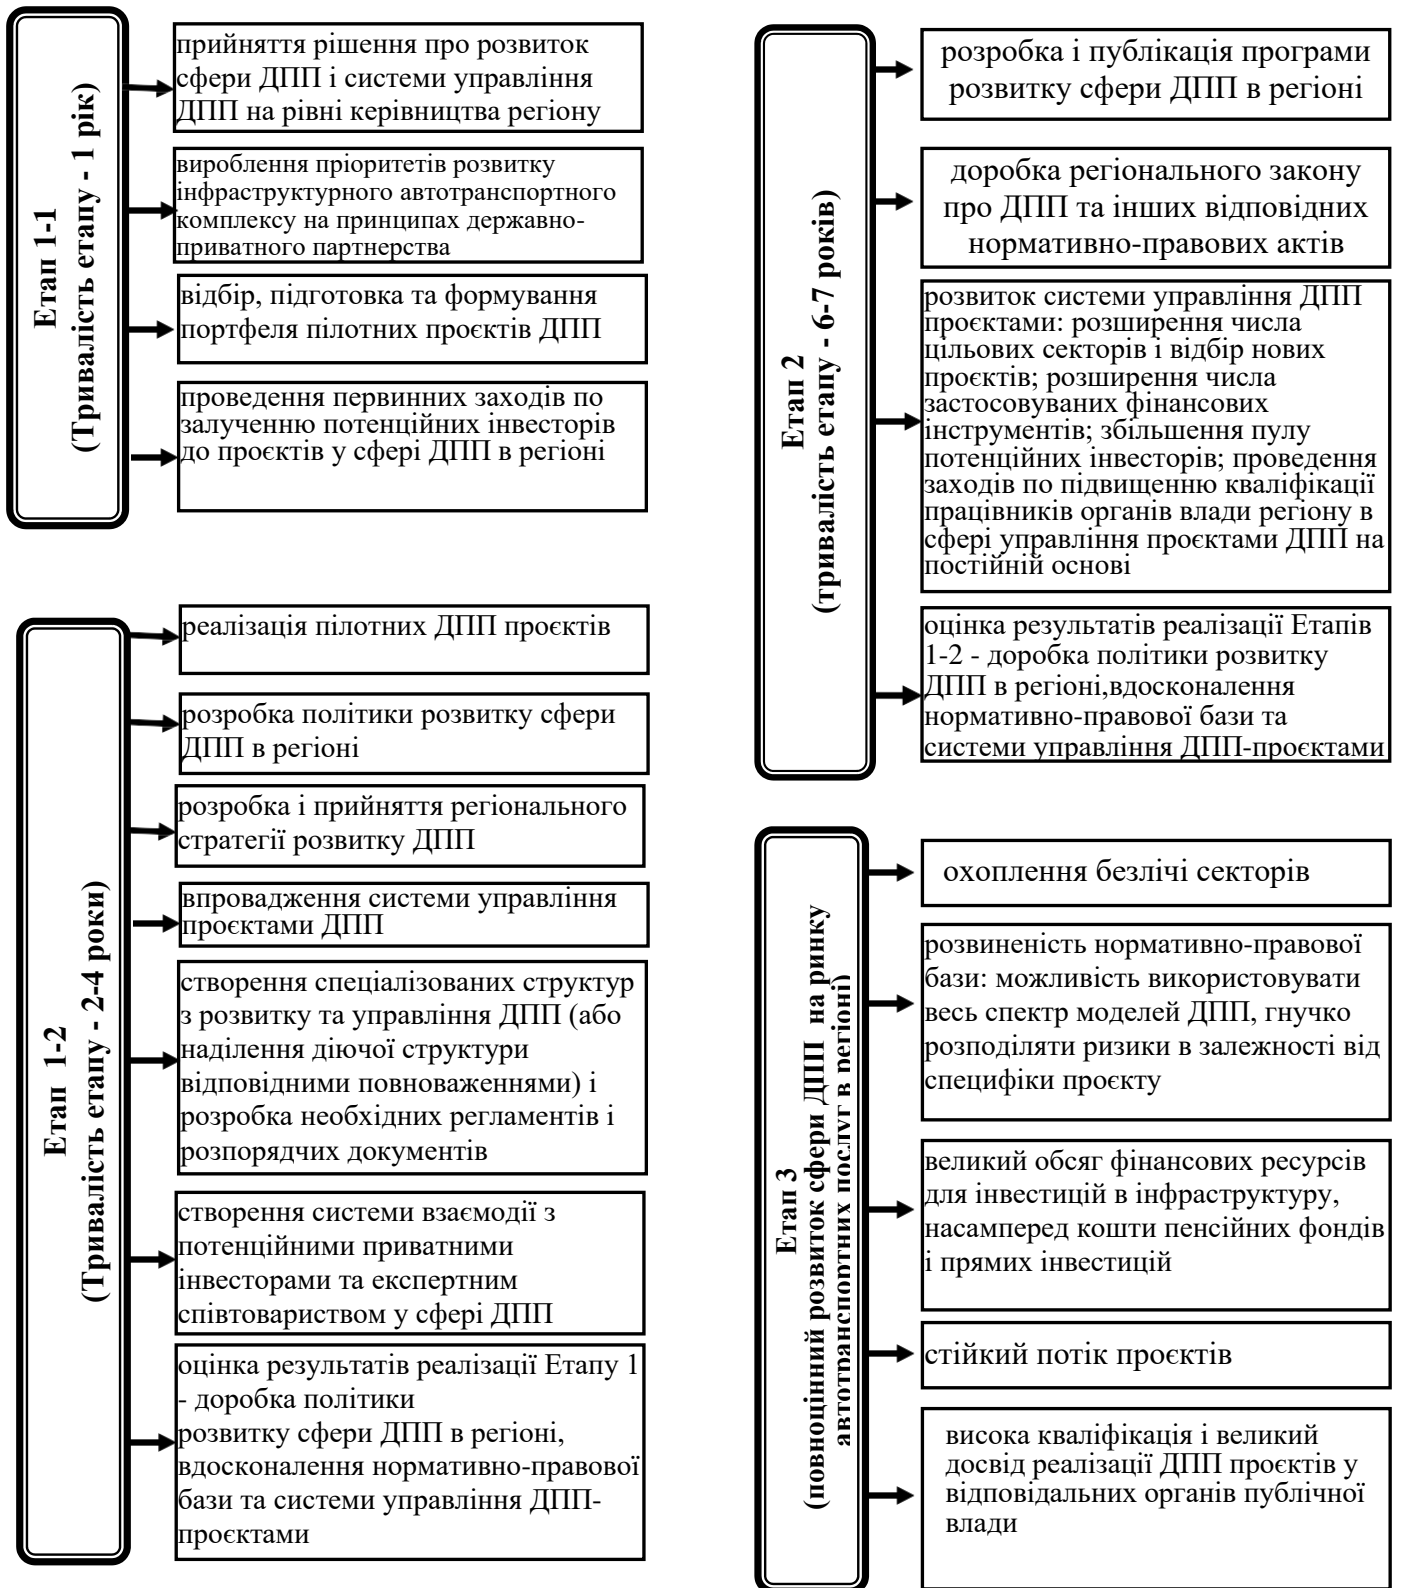 Етап 1-1
(Тривалість етапу - 1 рік)
прийняття рішення про розвиток
сфери ДПП і системи управління
ДПП на рівні керівництва регіону
вироблення пріоритетів розвитку
інфраструктурного автотранспортного
комплексу на принципах державно-
приватного партнерства
відбір, підготовка та формування
портфеля пілотних проєктів ДПП
проведення первинних заходів по
залученню потенційних інвесторів
до проєктів у сфері ДПП в регіоні
Етап 1-2
(Тривалість етапу - 2-4 роки)
реалізація пілотних ДПП проєктів
розробка політики розвитку сфери
ДПП в регіоні
розробка і прийняття регіонального
стратегії розвитку ДПП
впровадження системи управління
проєктами ДПП
створення спеціалізованих структур
з розвитку та управління ДПП (або
наділення діючої структури
відповідними повноваженнями) і
розробка необхідних регламентів і
розпорядчих документів
створення системи взаємодії з
потенційними приватними
інвесторами та експертним
співтовариством у сфері ДПП
оцінка результатів реалізації Етапу 1
- доробка політики
розвитку сфери ДПП в регіоні,
вдосконалення нормативно-правової
бази та системи управління ДПП-
проєктами
Етап 2
(тривалість етапу - 6-7 років)
розробка і публікація програми
розвитку сфери ДПП в регіоні
доробка регіонального закону
про ДПП та інших відповідних
нормативно-правових актів
розвиток системи управління ДПП
проєктами: розширення числа
цільових секторів і відбір нових
проєктів; розширення числа
застосовуваних фінансових
інструментів; збільшення пулу
потенційних інвесторів; проведення
заходів по підвищенню кваліфікації
працівників органів влади регіону в
сфері управління проєктами ДПП на
постійній основі
оцінка результатів реалізації Етапів
1-2 - доробка політики розвитку
ДПП в регіоні,вдосконалення
нормативно-правової бази та
системи управління ДПП-проєктами
Етап 3
(повноцінний розвиток сфери ДПП на ринку
автотранспортних послуг в регіоні)
охоплення безлічі секторів
розвиненість нормативно-правової
бази: можливість використовувати
весь спектр моделей ДПП, гнучко
розподіляти ризики в залежності від
специфіки проєкту
великий обсяг фінансових ресурсів
для інвестицій в інфраструктуру,
насамперед кошти пенсійних фондів
і прямих інвестицій
стійкий потік проєктів
висока кваліфікація і великий
досвід реалізації ДПП проєктів у
відповідальних органів публічної
влади